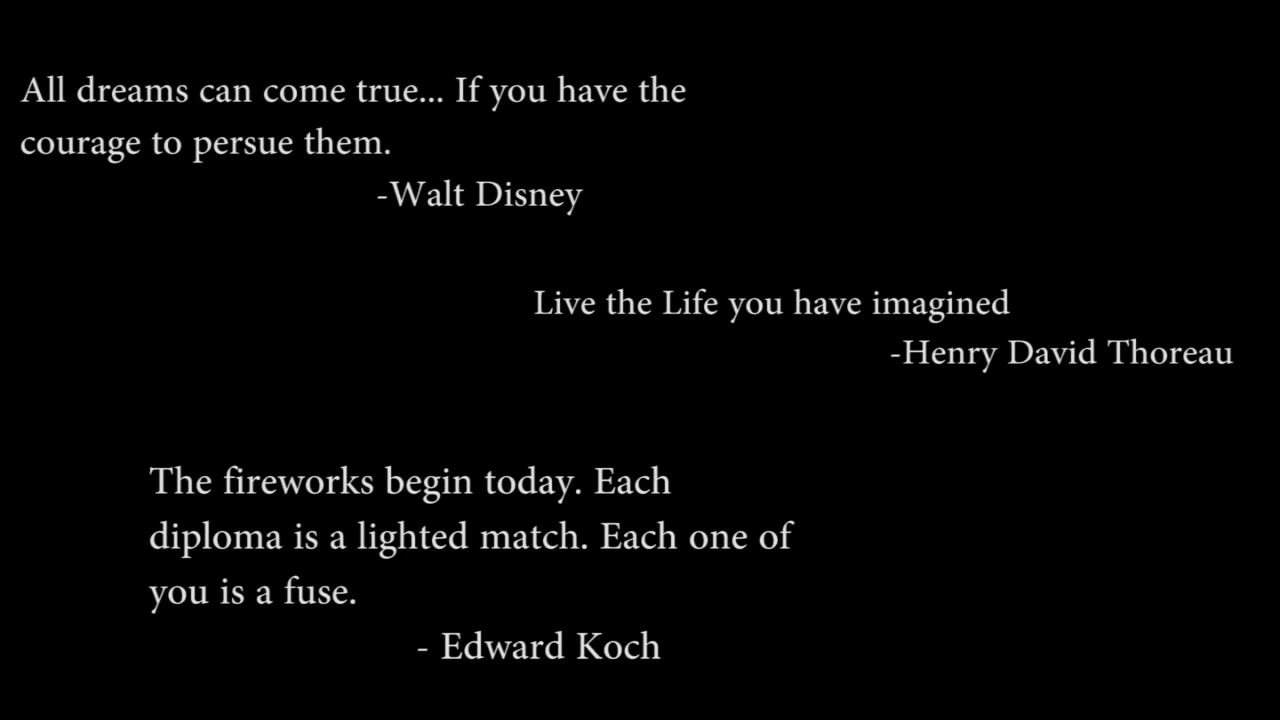 All dreams can come true... If you have the
courage to persue them.
-Walt Disney
Live the Life you have imagined
-Henry David Thoreau
The fireworks begin today. Each
diploma is a lighted match. Each one of
you is a fuse.
- Edward Koch